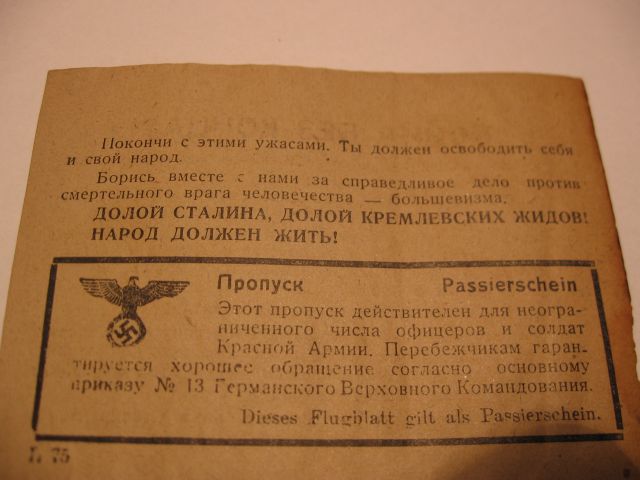 Покончи с этими ужасами. Ты должен освободить себя
и свой народ.
Борись вместе с нами за справедливое дело против
смертельного врага человечества — большевизма.
ДОЛОЙ СТАЛИНА, ДОЛОЙ КРЕМЛЕВСКИХ ЖИДОВ!
НАРОД ДОЛЖЕН ЖИТЬ!
Пропуск Passierschein
Этот пропуск действителен для неогра-
ниченного числа офицеров и солдат
Красной Армии. Перебежчикам гаран-
тируется хорошее обращение согласно основному
приказу № 13 Германского Верховного Командования.
Dieses Flugblatt gilt als Passierschein.
75